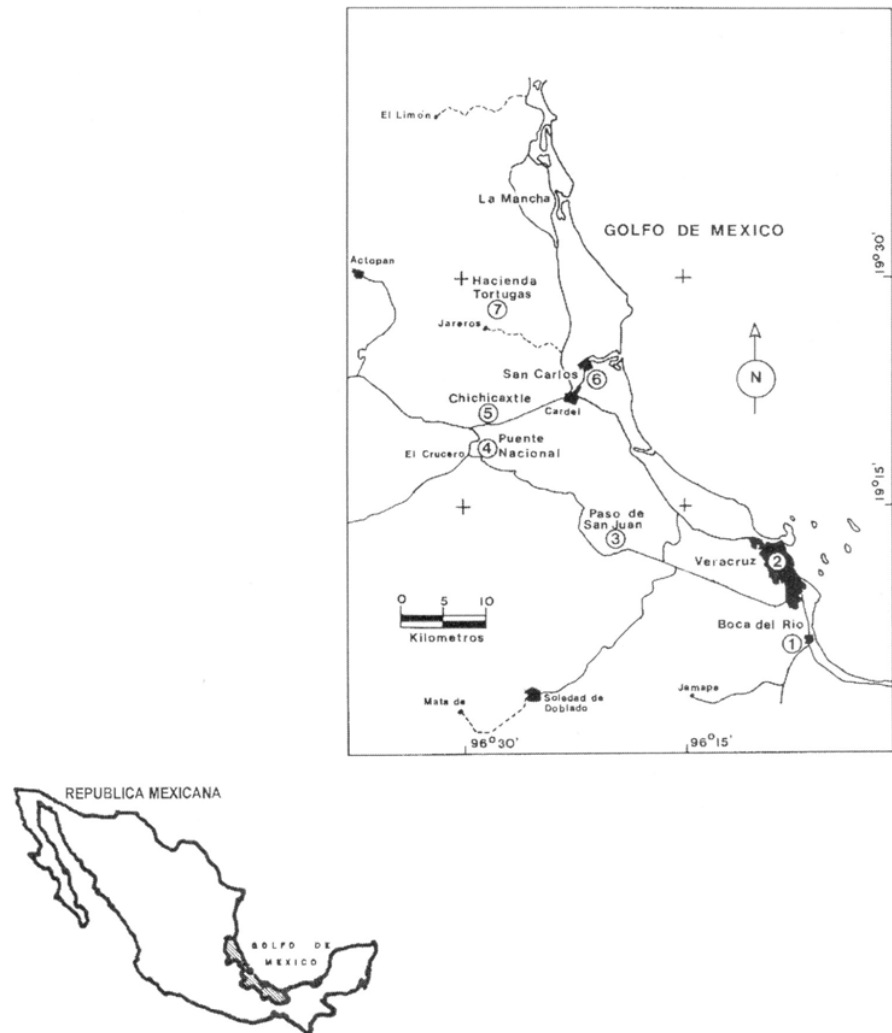 El Limón
La Mancha
GOLFO DE MEXICO
19° 30'
Actopan
Hacienda
Tortugas
7
Jareros
N
San Carlos
6
Chichicaxtle
5
Cardel
El Crucero
4
Puente
Nacional
19° 15'
Paso de
San Juan
3
Veracruz
2
0 5 10
Kilometros
Boca del Rio
1
Mata de
Soledad de
Doblado
Jamapa
96° 30'
96° 15'
REPUBLICA MEXICANA
GOLFO DE
MEXICO